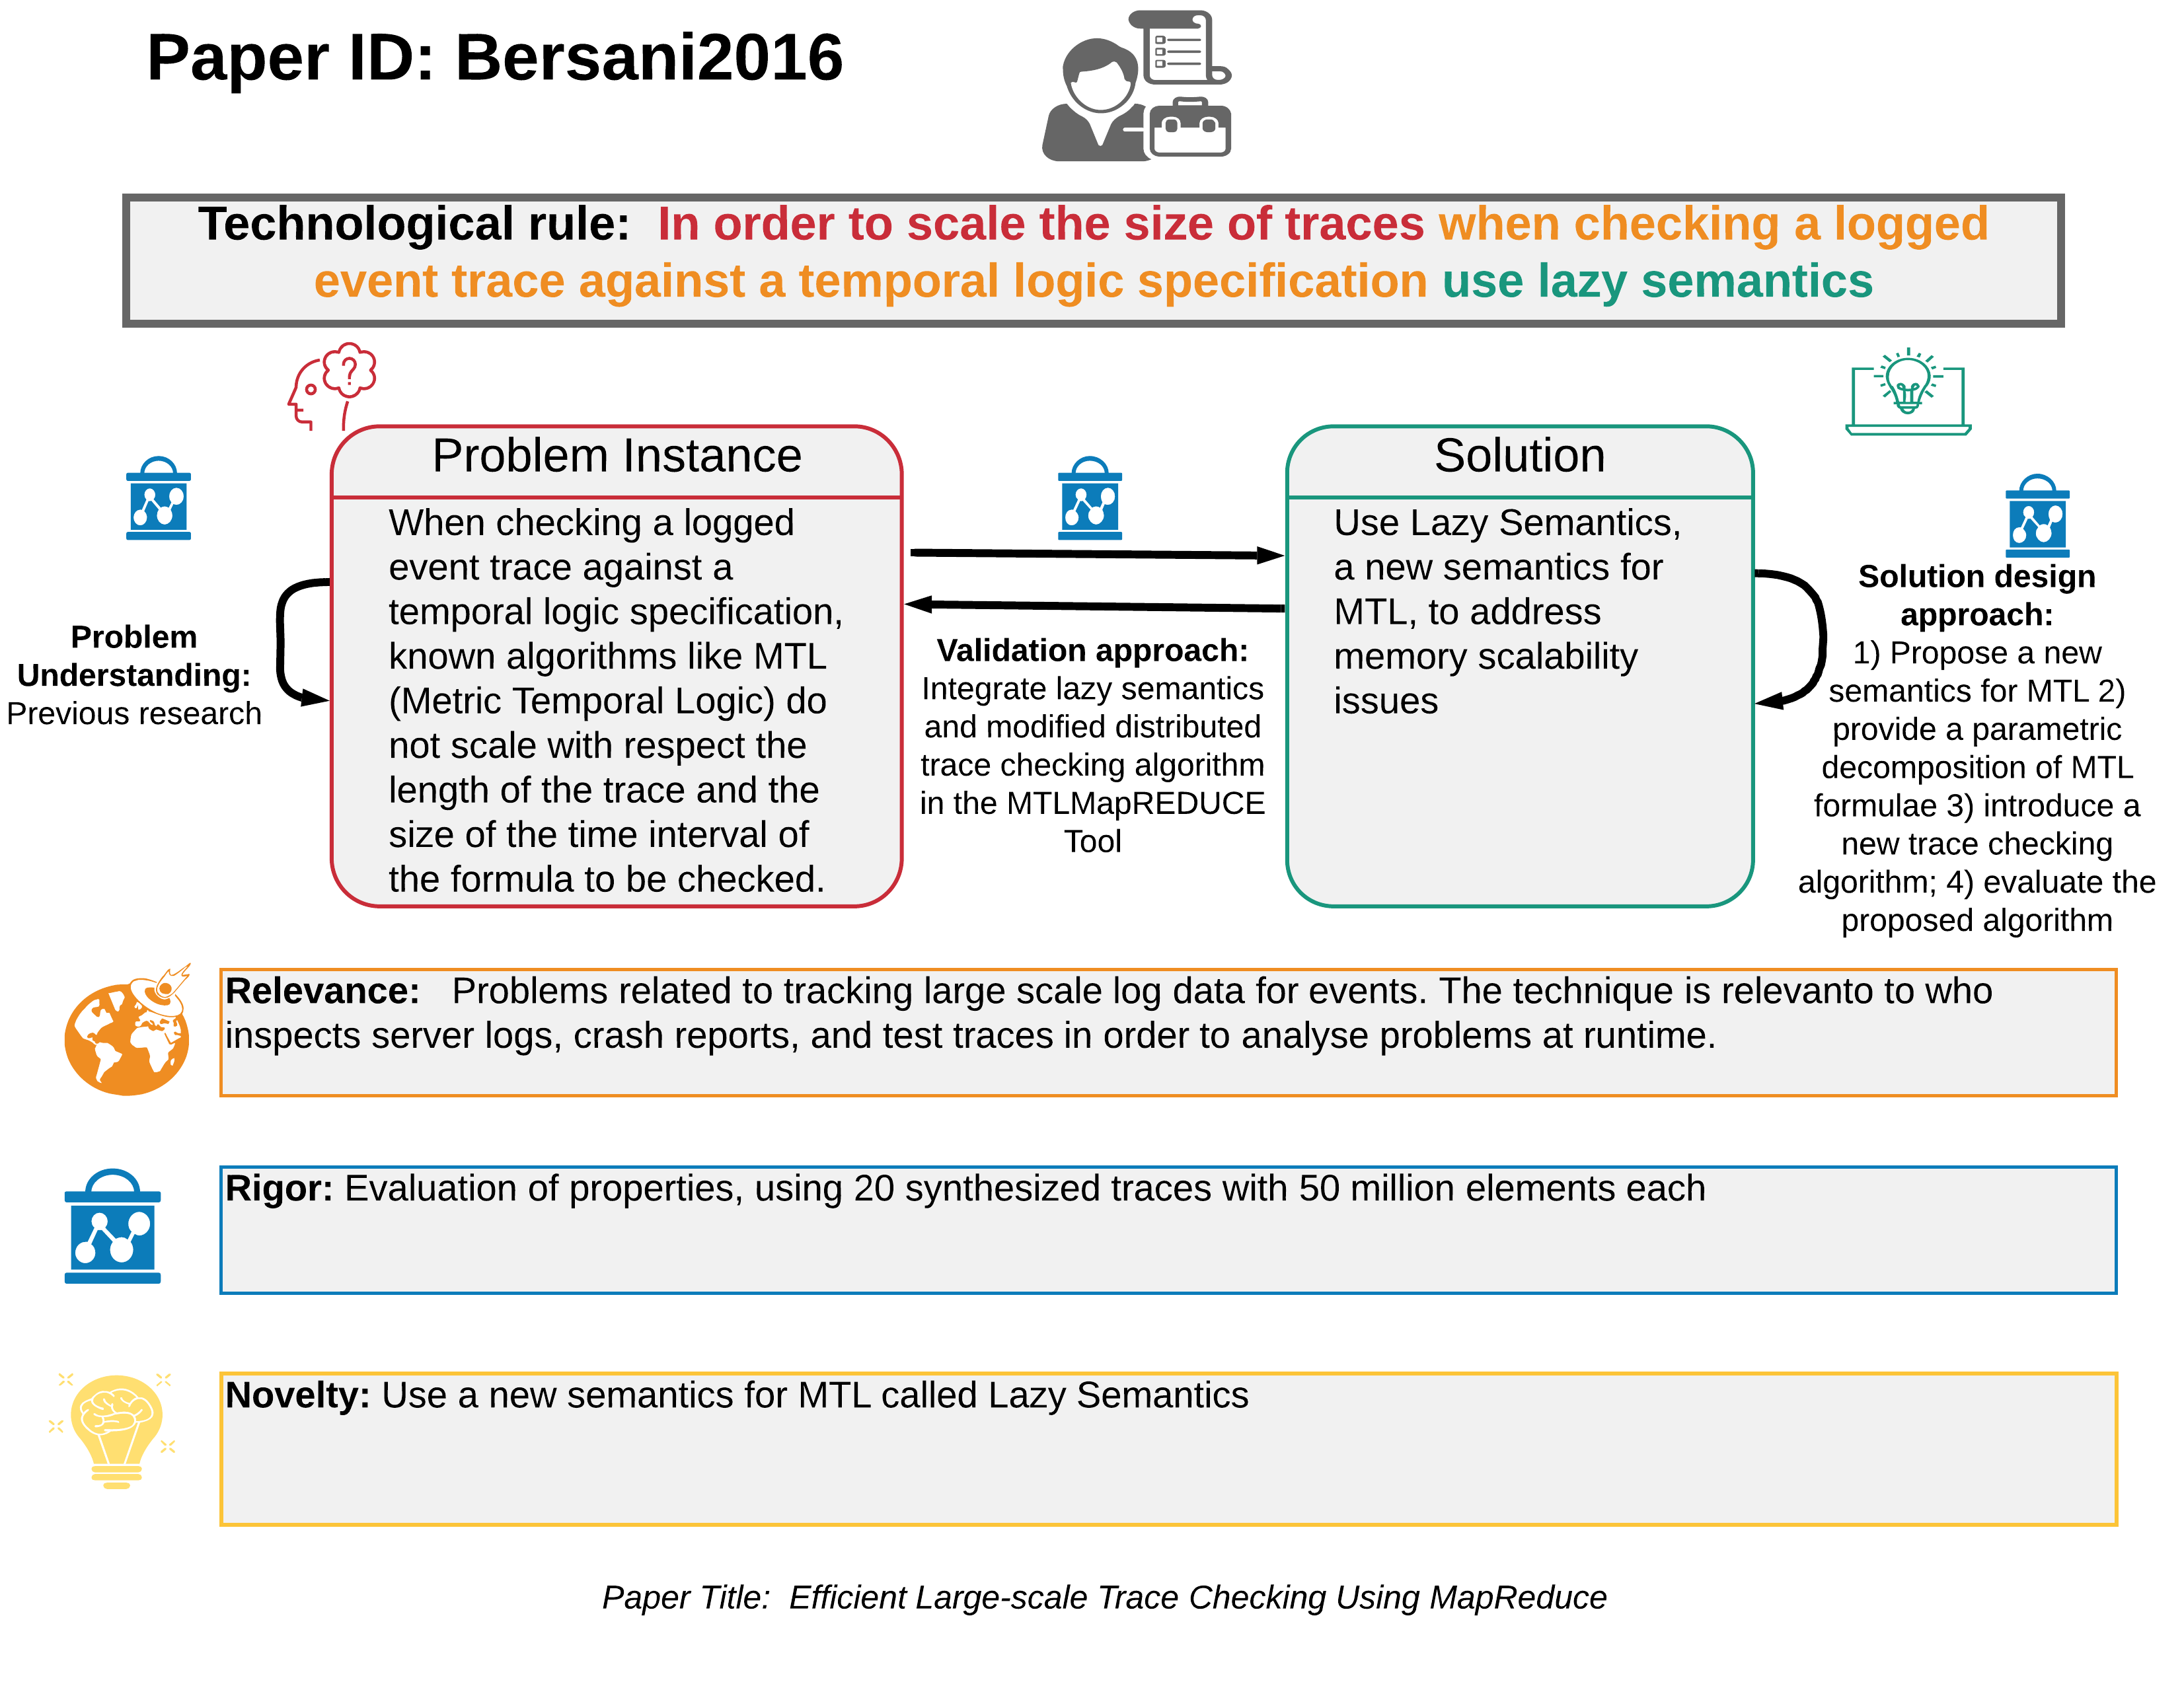 Paper ID: Bersani2016
Technological rule: In order to scale the size of traces when checking a logged
event trace against a temporal logic specification use lazy semantics
Problem
Understanding:
Previous research
Problem Instance
When checking a logged
event trace against a
temporal logic specification,
known algorithms like MTL
(Metric Temporal Logic) do
not scale with respect the
length of the trace and the
size of the time interval of
the formula to be checked.
Validation approach:
Integrate lazy semantics
and modified distributed
trace checking algorithm
in the MTLMapREDUCE
Tool
Solution
Use Lazy Semantics,
a new semantics for
MTL, to address
memory scalability
issues
Solution design
approach:
1) Propose a new
semantics for MTL 2)
provide a parametric
decomposition of MTL
formulae 3) introduce a
new trace checking
algorithm; 4) evaluate the
proposed algorithm
Relevance: Problems related to tracking large scale log data for events. The technique is relevanto to who
inspects server logs, crash reports, and test traces in order to analyse problems at runtime.
Rigor: Evaluation of properties, using 20 synthesized traces with 50 million elements each
Novelty: Use a new semantics for MTL called Lazy Semantics
Paper Title: Efficient Large-scale Trace Checking Using MapReduce